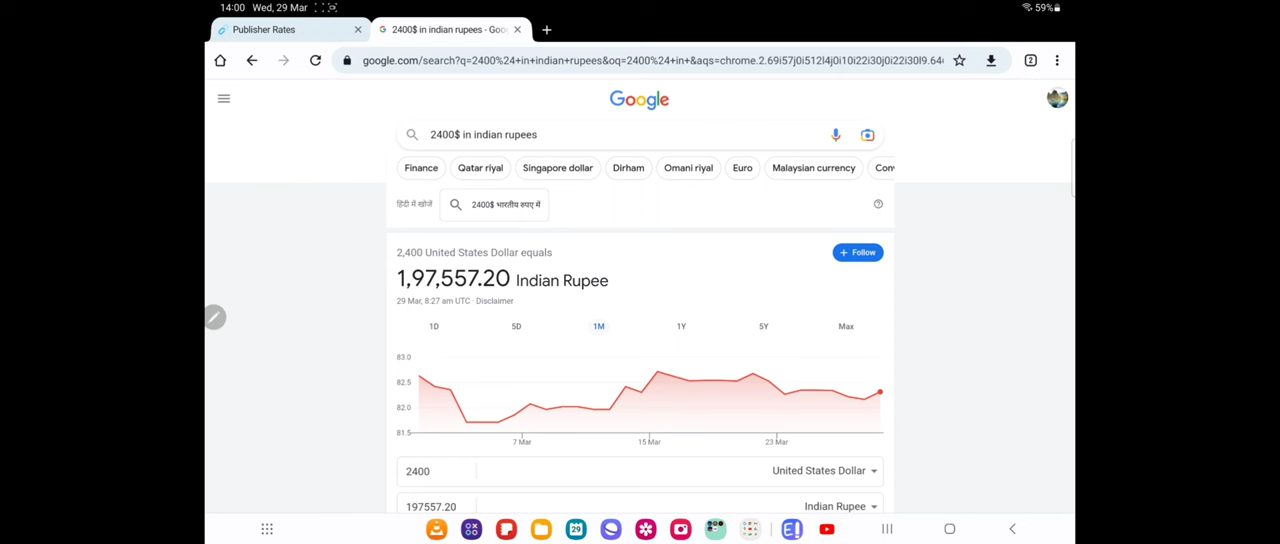 14:00 Wed, 29 Mar
59%
Publisher Rates
2400$ in indian rupees - Goo
google.com/search?q=2400%24+in+indian+rupees&oq=2400%24+in+&aqs=chrome.2.69i57j0i512l4j0i10i22i30j0i22i30l9.64
2
Google
2400$ in indian rupees
Finance
Qatar riyal
Singapore dollar
Dirham
Omani riyal
Euro
Malaysian currency
Con
हिंदी में खोजें
2400$ भारतीय रुपए में
2,400 United States Dollar equals
+ Follow
1,97,557.20 Indian Rupee
29 Mar, 8:27 am UTC · Disclaimer
1D
5D
1M
1Y
5Y
Max
83.0
82.5
82.0
81.5
7 Mar
15 Mar
23 Mar
2400
United States Dollar
197557.20
Indian Rupee
29
E!